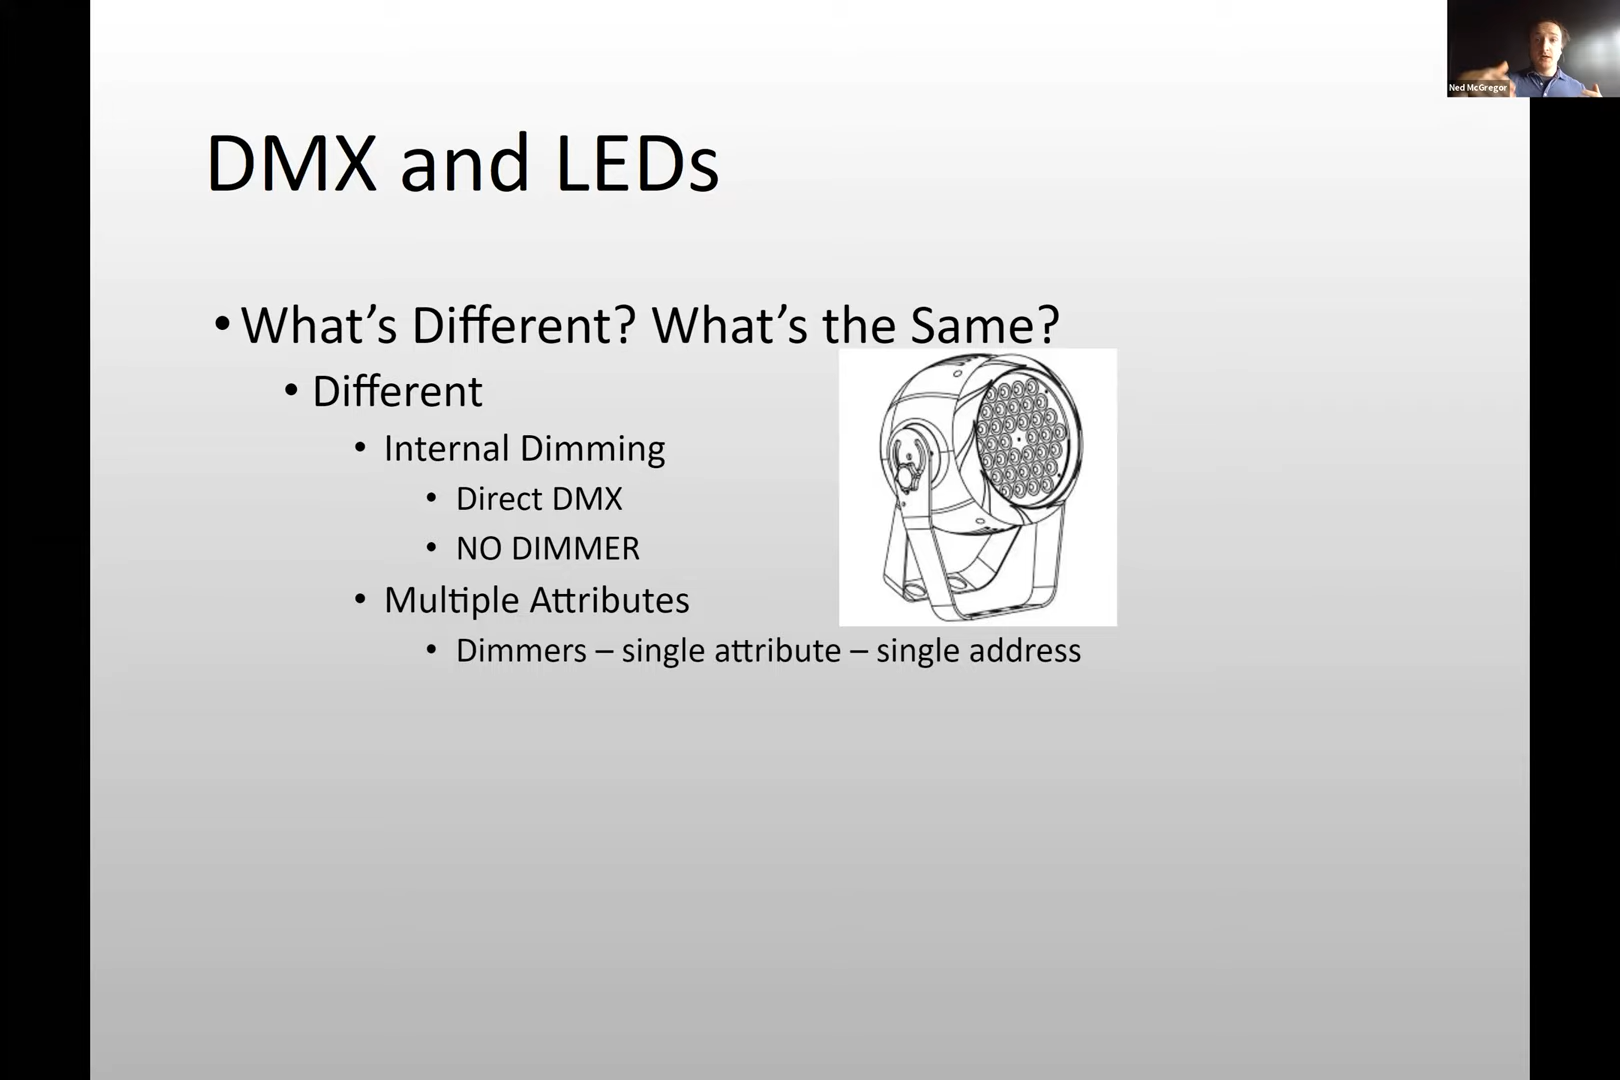 Ned McGregor
DMX and LEDs
• What's Different? What's the Same?
• Different
• Internal Dimming
• Direct DMX
• NO DIMMER
• Multiple Attributes
• Dimmers – single attribute – single address